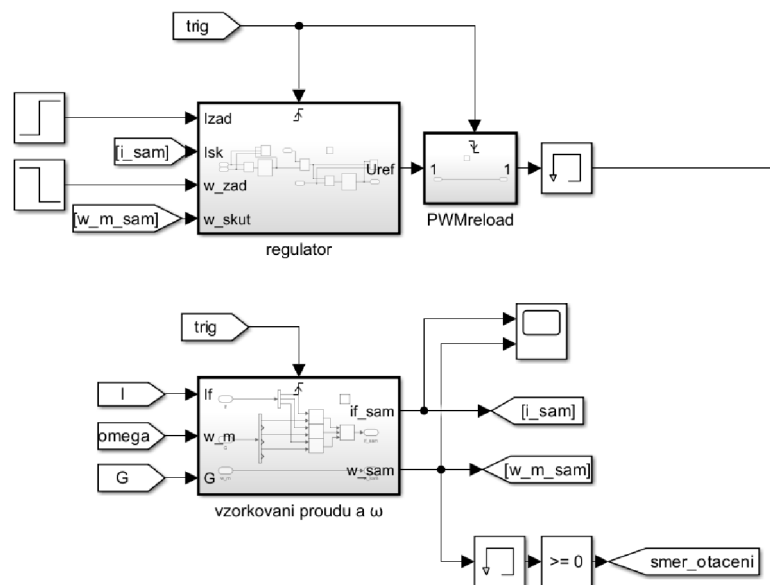 trig
Izad
[i_sam]
Isk
w_zad
[w_m_sam]
w_skut
Uref
regulator
1
1
PWMreload
trig
I
If
if_sam
[i_sam]
omega
w_m
w_sam
[w_m_sam]
G
G
vzorkovani proudu a ω
>= 0
smer_otaceni